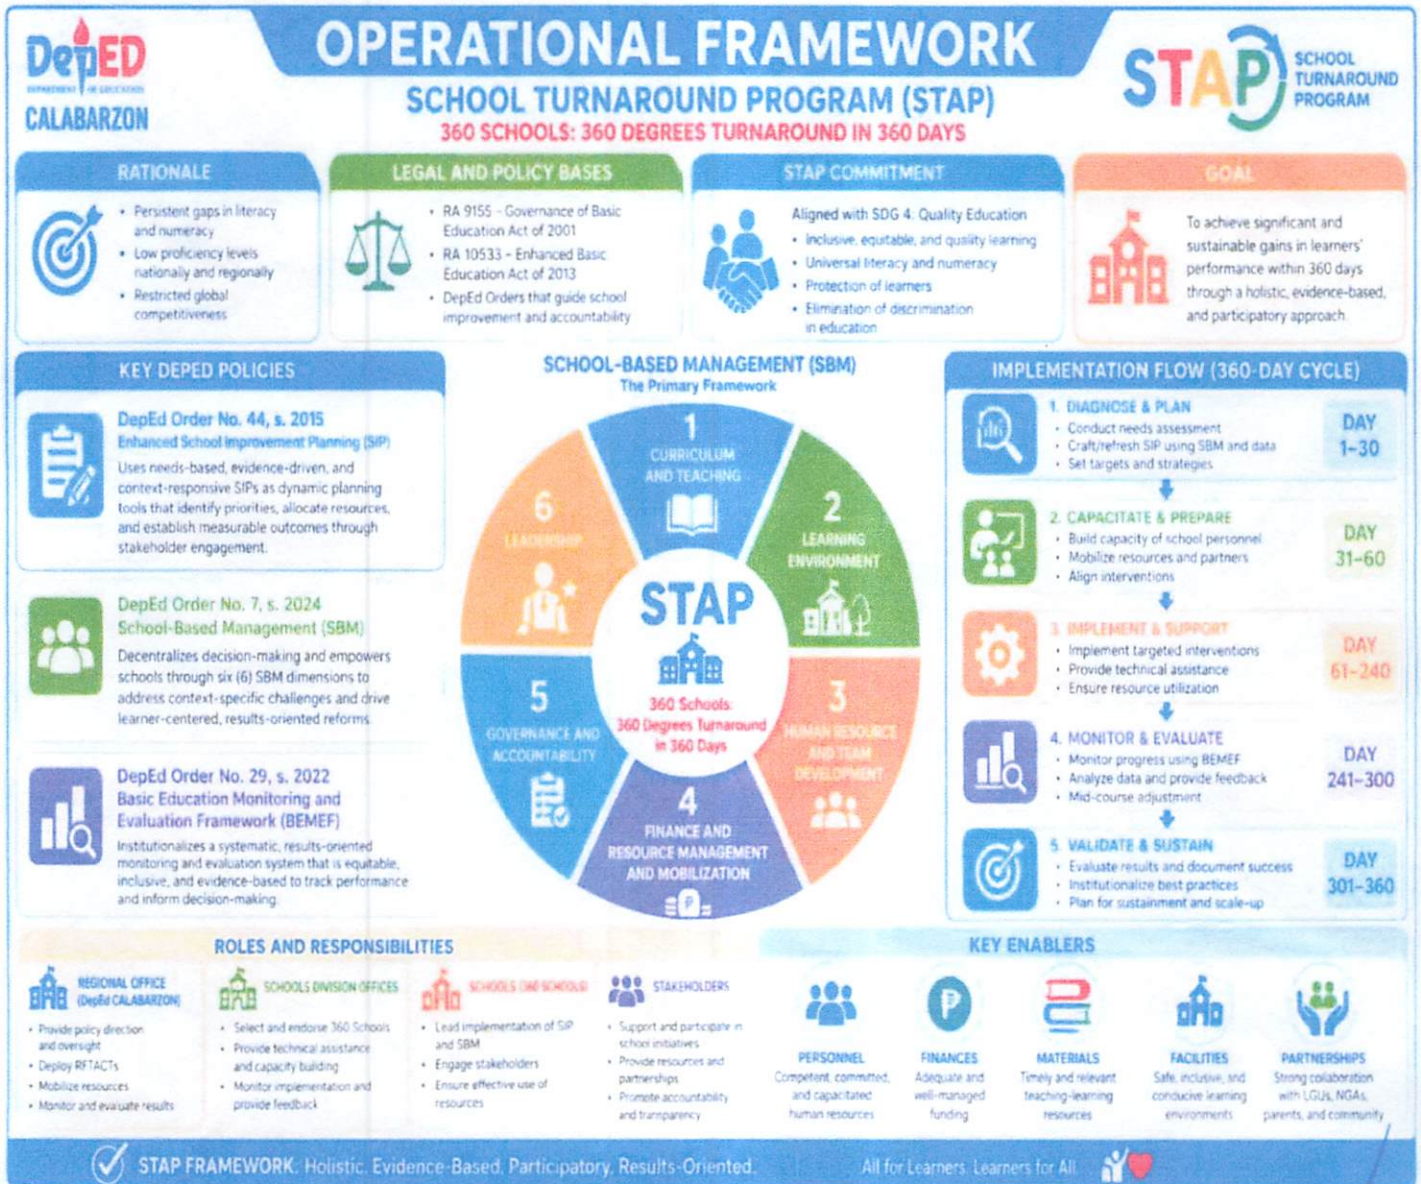 DepED
DEPARTMENT OF EDUCATION
CALABARZON
OPERATIONAL FRAMEWORK
SCHOOL TURNAROUND PROGRAM (STAP)
360 SCHOOLS: 360 DEGREES TURNAROUND IN 360 DAYS
STAP
SCHOOL
TURNAROUND
PROGRAM
RATIONALE
• Persistent gaps in literacy
and numeracy
• Low proficiency levels
nationally and regionally
• Restricted global
competitiveness
LEGAL AND POLICY BASES
• RA 9155 - Governance of Basic
Education Act of 2001
• RA 10533 – Enhanced Basic
Education Act of 2013
• DepEd Orders that guide school
improvement and accountability
STAP COMMITMENT
Aligned with SDG 4: Quality Education
• Inclusive, equitable, and quality learning
• Universal literacy and numeracy
• Protection of learners
• Elimination of discrimination
in education
GOAL
To achieve significant and
sustainable gains in learners'
performance within 360 days
through a holistic, evidence-based,
and participatory approach.
KEY DEPED POLICIES
DepEd Order No. 44, s. 2015
Enhanced School Improvement Planning (SIP)
Uses needs-based, evidence-driven, and
context-responsive SIPs as dynamic planning
tools that identify priorities, allocate resources,
and establish measurable outcomes through
stakeholder engagement.
DepEd Order No. 7, s. 2024
School-Based Management (SBM)
Decentralizes decision-making and empowers
schools through six (6) SBM dimensions to
address context-specific challenges and drive
learner-centered, results-oriented reforms.
DepEd Order No. 29, s. 2022
Basic Education Monitoring and
Evaluation Framework (BEMEF)
Institutionalizes a systematic, results-oriented
monitoring and evaluation system that is equitable,
inclusive, and evidence-based to track performance
and inform decision-making.
SCHOOL-BASED MANAGEMENT (SBM)
The Primary Framework
1
CURRICULUM
AND TEACHING
2
LEARNING
ENVIRONMENT
3
HUMAN RESOURCE
AND TEAM
DEVELOPMENT
4
FINANCE AND
RESOURCE MANAGEMENT
AND MOBILIZATION
5
GOVERNANCE AND
ACCOUNTABILITY
6
LEADERSHIP
STAP
360 Schools:
360 Degrees Turnaround
in 360 Days
IMPLEMENTATION FLOW (360-DAY CYCLE)
1. DIAGNOSE & PLAN
• Conduct needs assessment
• Craft/refresh SIP using SBM and data
• Set targets and strategies
DAY
1–30
2. CAPACITATE & PREPARE
• Build capacity of school personnel
• Mobilize resources and partners
• Align interventions
DAY
31–60
3. IMPLEMENT & SUPPORT
• Implement targeted interventions
• Provide technical assistance
• Ensure resource utilization
DAY
61–240
4. MONITOR & EVALUATE
• Monitor progress using BEMEF
• Analyze data and provide feedback
• Mid-course adjustment
DAY
241–300
5. VALIDATE & SUSTAIN
• Evaluate results and document success
• Institutionalize best practices
• Plan for sustainment and scale-up
DAY
301–360
ROLES AND RESPONSIBILITIES
REGIONAL OFFICE
(DepEd CALABARZON)
• Provide policy direction
and oversight
• Deploy RFTACTs
• Mobilize resources
• Monitor and evaluate results
SCHOOLS DIVISION OFFICES
• Select and endorse 360 Schools
• Provide technical assistance
and capacity building
• Monitor implementation and
provide feedback
SCHOOLS (360 SCHOOLS)
• Lead implementation of SIP
and SBM
• Engage stakeholders
• Ensure effective use of
resources
STAKEHOLDERS
• Support and participate in
school initiatives
• Provide resources and
partnerships
• Promote accountability
and transparency
KEY ENABLERS
PERSONNEL
Competent, committed,
and capacitated
human resources
FINANCES
Adequate and
well-managed
funding
MATERIALS
Timely and relevant
teaching-learning
resources
FACILITIES
Safe, inclusive, and
conducive learning
environments
PARTNERSHIPS
Strong collaboration
with LGUs, NGAs,
parents, and community
STAP FRAMEWORK. Holistic. Evidence-Based. Participatory. Results-Oriented.
All for Learners. Learners for All.